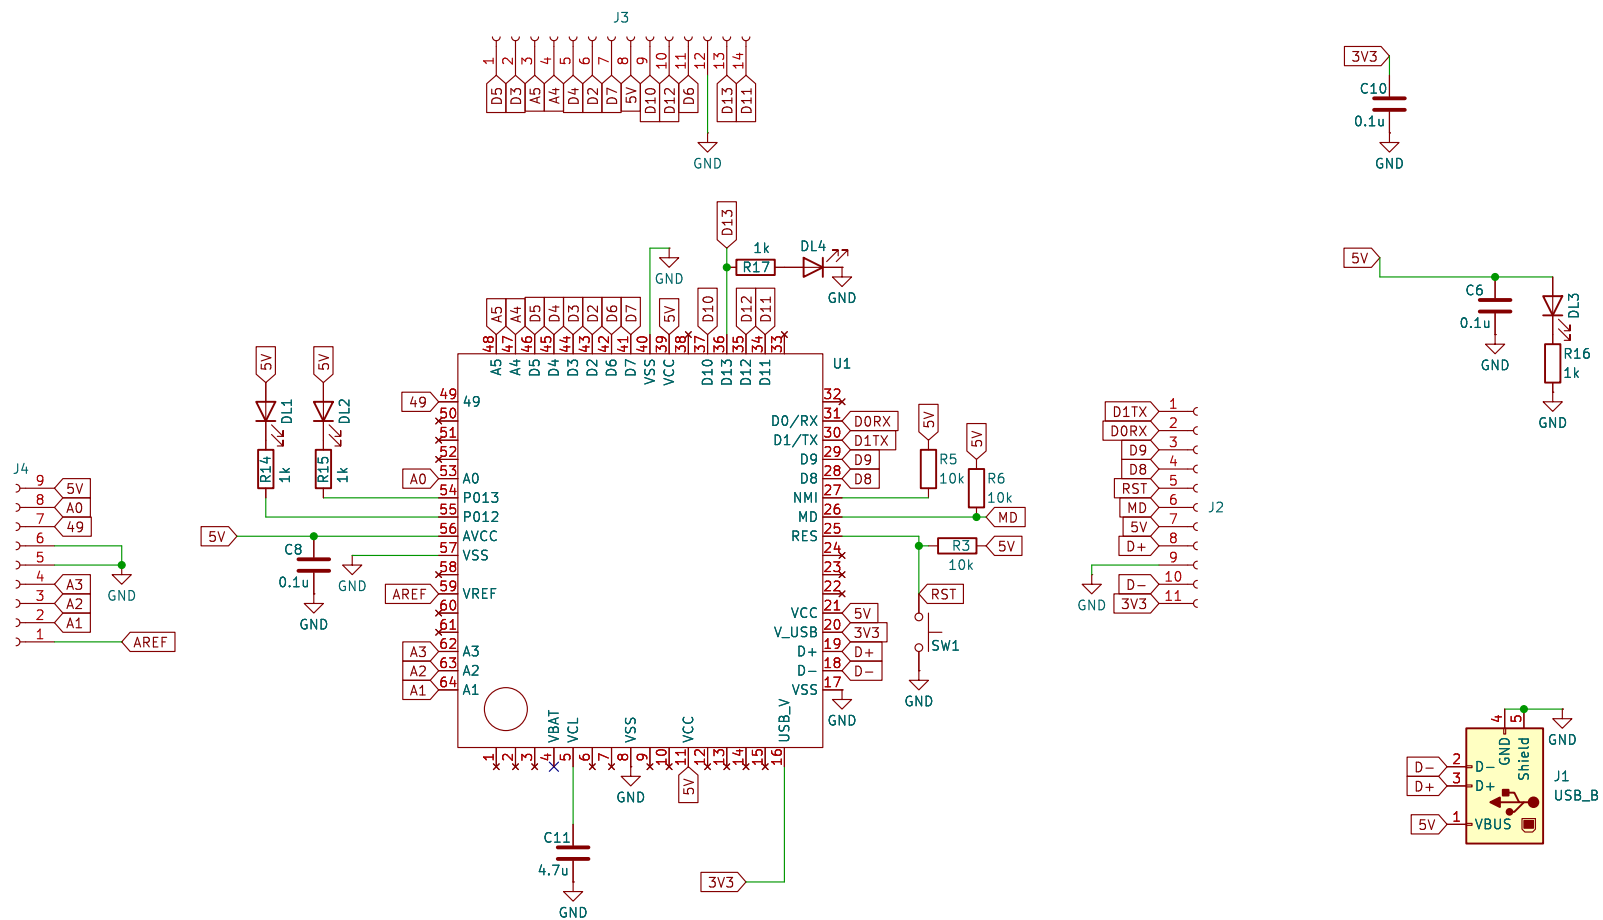 J3
1 2 3 4 5 6 7 8 9 10 11 12 13 14
D5 D3 A5 A4 D4 D2 D7 5V D10 D12 D6 D13 D11
GND
3V3
C10
0.1u
GND
D13
1k
R17
DL4
GND
GND
5V
C6
0.1u
GND
DL3
R16
1k
GND
A5 A4 D5 D4 D3 D2 D6 D7 5V D10 D12 D11
48 47 46 45 44 43 42 41 40 39 38 37 36 35 34 33
A5 A4 D5 D4 D3 D2 D6 D7 VSS VCC D10 D13 D12 D11
U1
5V
5V
DL1
DL2
R14
1k
R15
1k
49 49 49
50
51
52
A0 53 A0
54 P013
55 P012
5V 56 AVCC
57 VSS
58
AREF 59 VREF
60
61
A3 62 A3
A2 63 A2
A1 64 A1
C8
0.1u
GND
GND
J4
9 5V
8 A0
7 49
6
5
4 A3
3 A2
2 A1
1 AREF
GND
32
D0/RX 31 D0RX
D1/TX 30 D1TX
D9 29 D9
D8 28 D8
NMI 27
MD 26 MD
RES 25
24
23
22
VCC 21 5V
V_USB 20 3V3
D+ 19 D+
D- 18 D-
VSS 17
GND
5V
R5
10k
5V
R6
10k
R3
10k
5V
RST
SW1
GND
D1TX 1
D0RX 2
D9 3
D8 4
RST 5
MD 6
5V 7
D+ 8
9
D- 10
3V3 11
J2
GND
VBAT VCL VSS VCC USB_V
1 2 3 4 5 6 7 8 9 10 11 12 13 14 15 16
GND
5V
C11
4.7u
GND
3V3
4 5
GND
GND Shield
D- 2 D-
D+ 3 D+
5V 1 VBUS
J1
USB_B